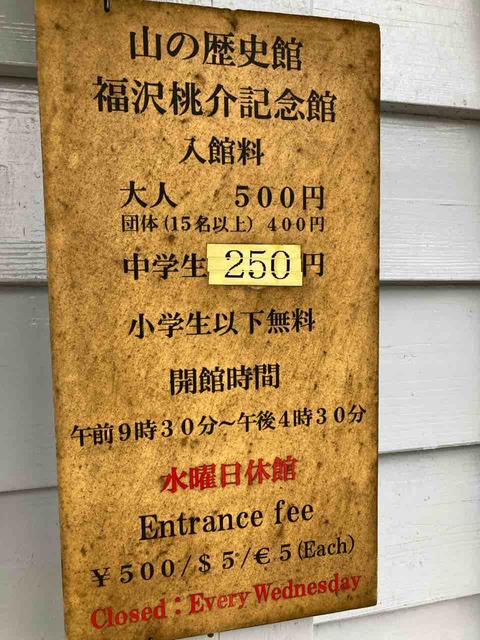 山の歴史館
福沢桃介記念館
入館料
大人 500円
団体(15名以上) 400円
中学生 250円
小学生以下無料
開館時間
午前9時30分～午後4時30分
水曜日休館
Entrance fee
￥500/＄5/€5(Each)
Closed：Every Wednesday